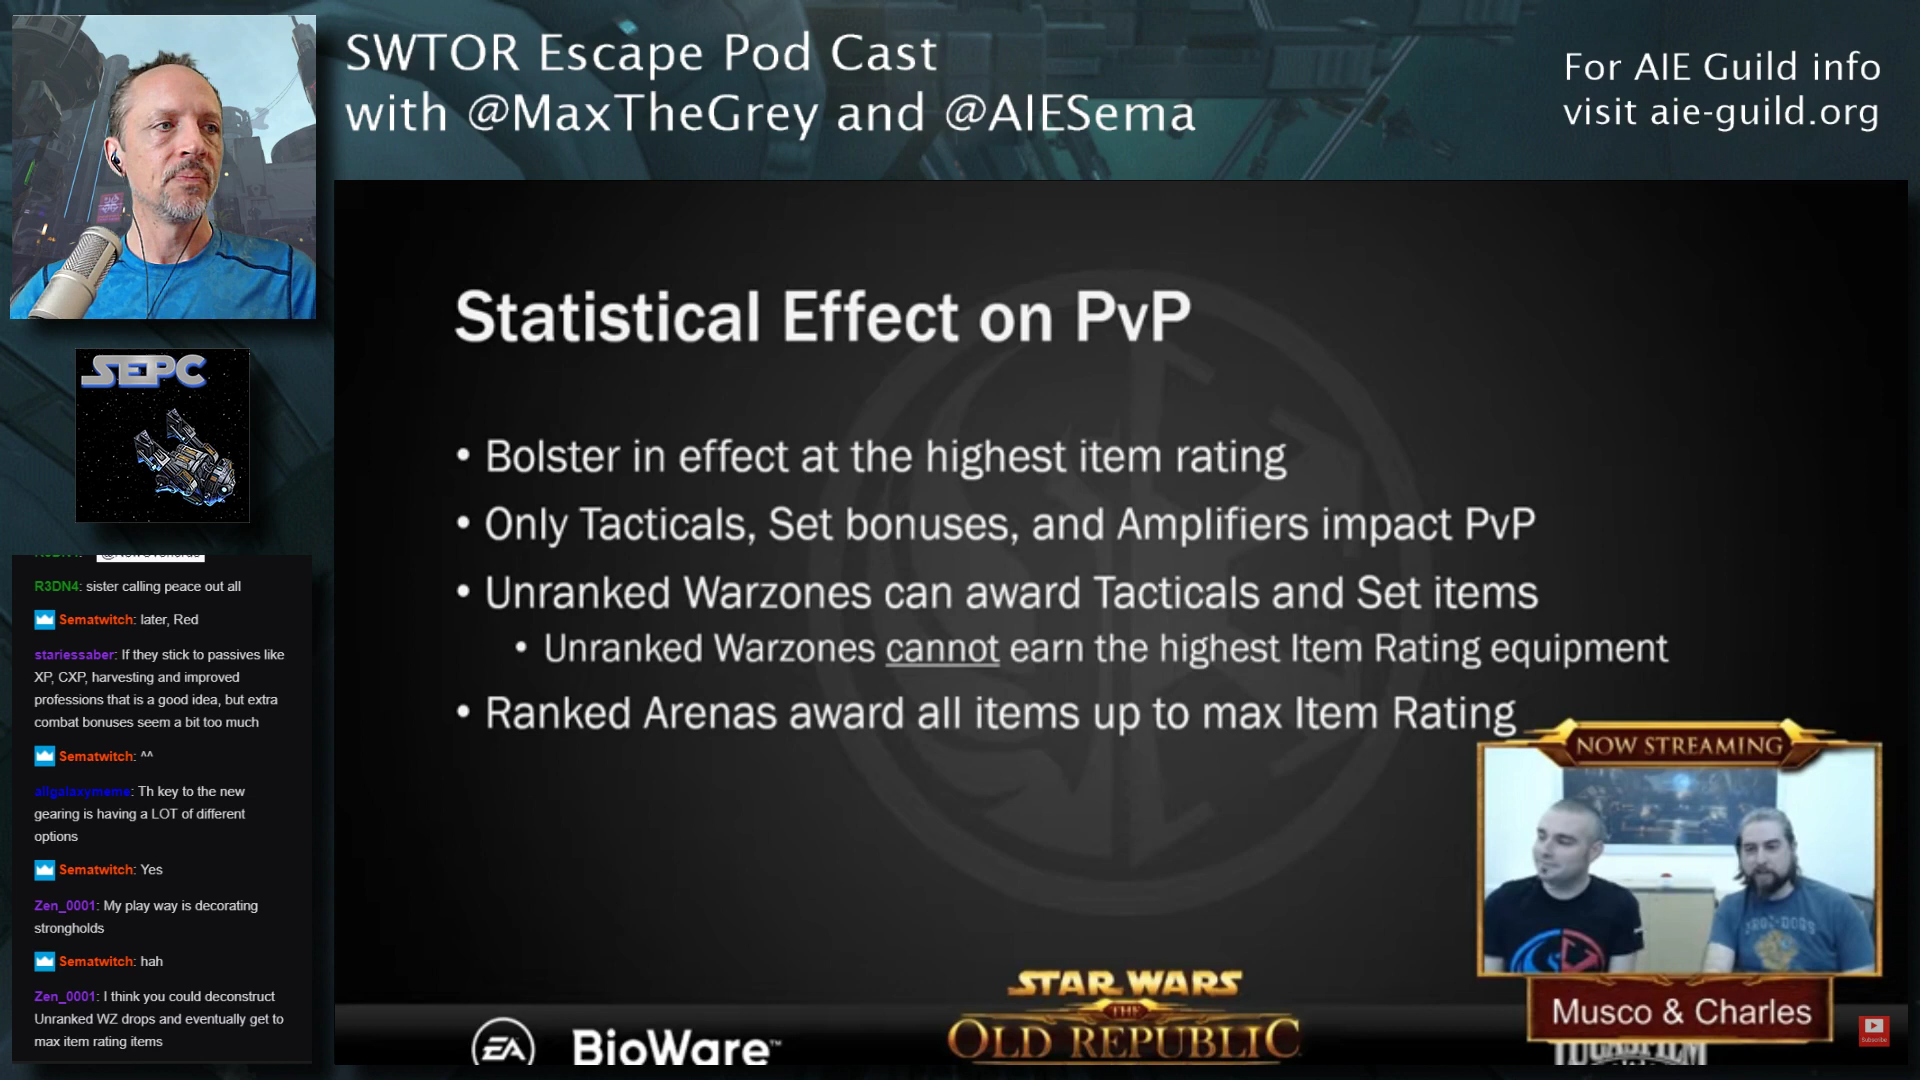 SWTOR Escape Pod Cast
with @MaxTheGrey and @AIESema
For AIE Guild info
visit aie-guild.org
SEPC
R3DN4: sister calling peace out all
Sematwitch: later, Red
stariessaber: If they stick to passives like
XP, CXP, harvesting and improved
professions that is a good idea, but extra
combat bonuses seem a bit too much
Sematwitch: ^^
allgalaxymeme: Th key to the new
gearing is having a LOT of different
options
Sematwitch: Yes
Zen_0001: My play way is decorating
strongholds
Sematwitch: hah
Zen_0001: I think you could deconstruct
Unranked WZ drops and eventually get to
max item rating items
Statistical Effect on PvP
• Bolster in effect at the highest item rating
• Only Tacticals, Set bonuses, and Amplifiers impact PvP
• Unranked Warzones can award Tacticals and Set items
• Unranked Warzones cannot earn the highest Item Rating equipment
• Ranked Arenas award all items up to max Item Rating
NOW STREAMING
Musco & Charles
Subscribe
EA
BioWare™
STAR WARS
THE
OLD REPUBLIC
LUCASFILM